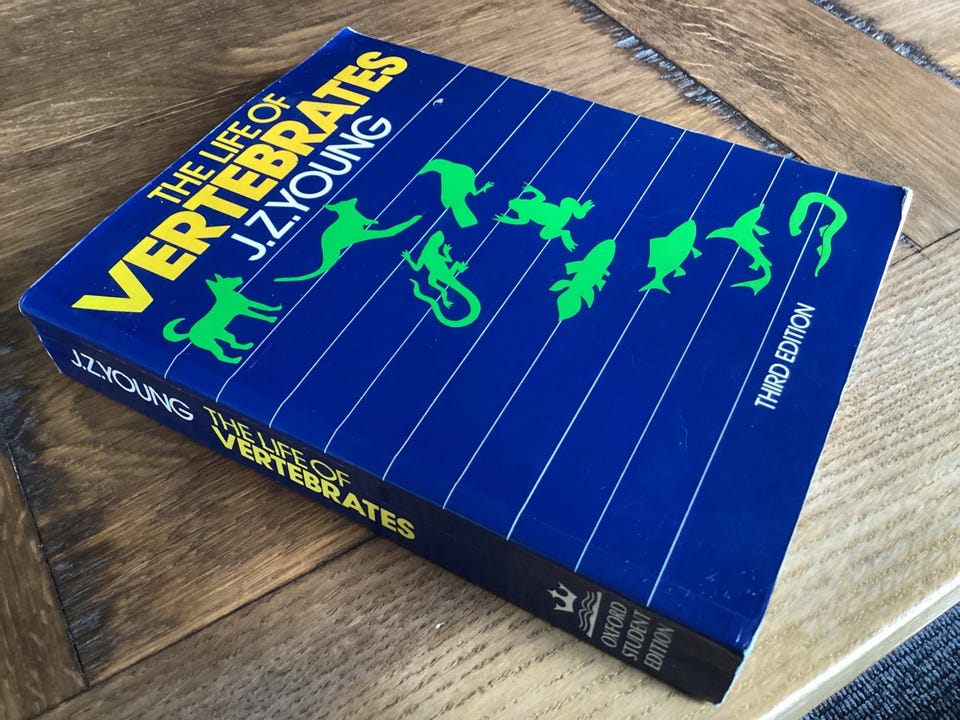 THE LIFE OF
VERTEBRATES
J.Z.YOUNG
THIRD EDITION
J.Z.YOUNG
THE LIFE OF
VERTEBRATES
OXFORD
STUDENT
EDITION